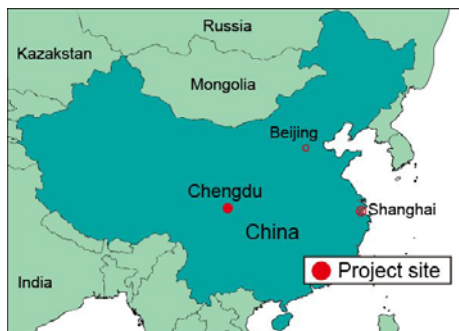 Russia
Kazakstan
Mongolia
Beijing
Chengdu
Shanghai
China
Project site
India